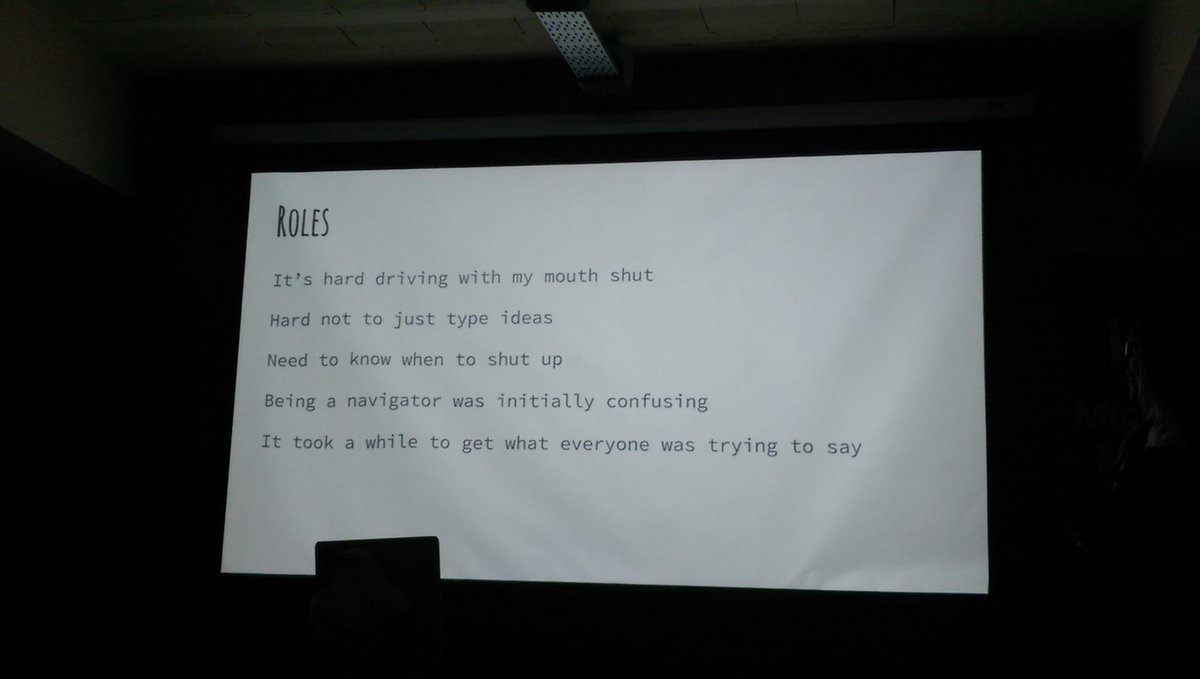 Roles
It's hard driving with my mouth shut
Hard not to just type ideas
Need to know when to shut up
Being a navigator was initially confusing
It took a while to get what everyone was trying to say